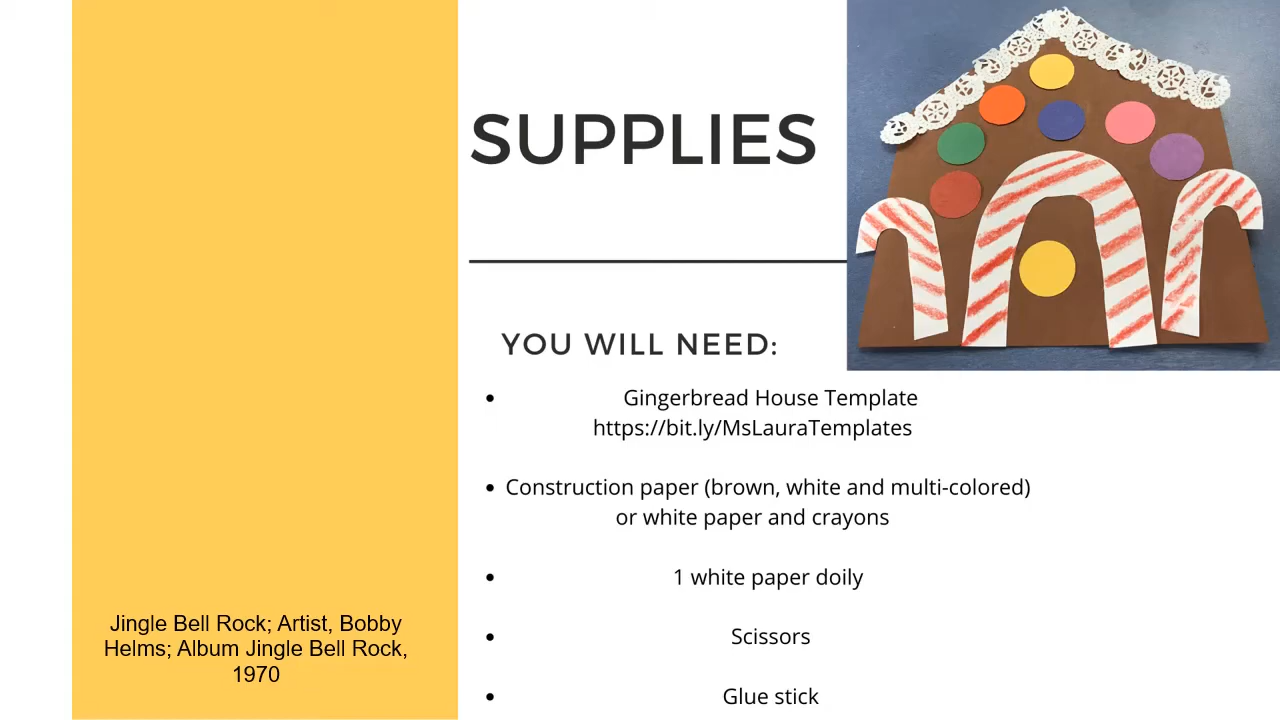 SUPPLIES
YOU WILL NEED:
• Gingerbread House Template
https://bit.ly/MsLauraTemplates
• Construction paper (brown, white and multi-colored)
or white paper and crayons
• 1 white paper doily
• Scissors
• Glue stick
Jingle Bell Rock; Artist, Bobby
Helms; Album Jingle Bell Rock,
1970